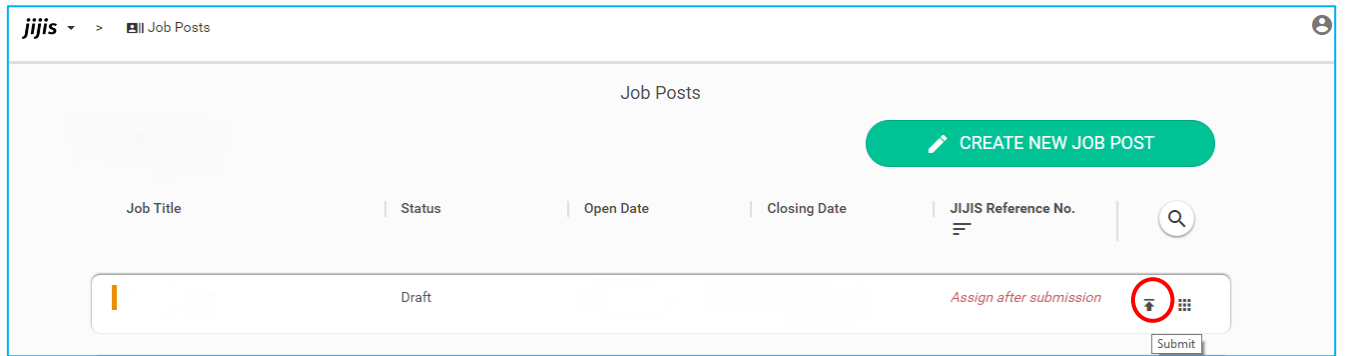 jijis > Job Posts
Job Posts
CREATE NEW JOB POST
Job Title Status Open Date Closing Date JIJIS Reference No.
Draft Assign after submission
Submit